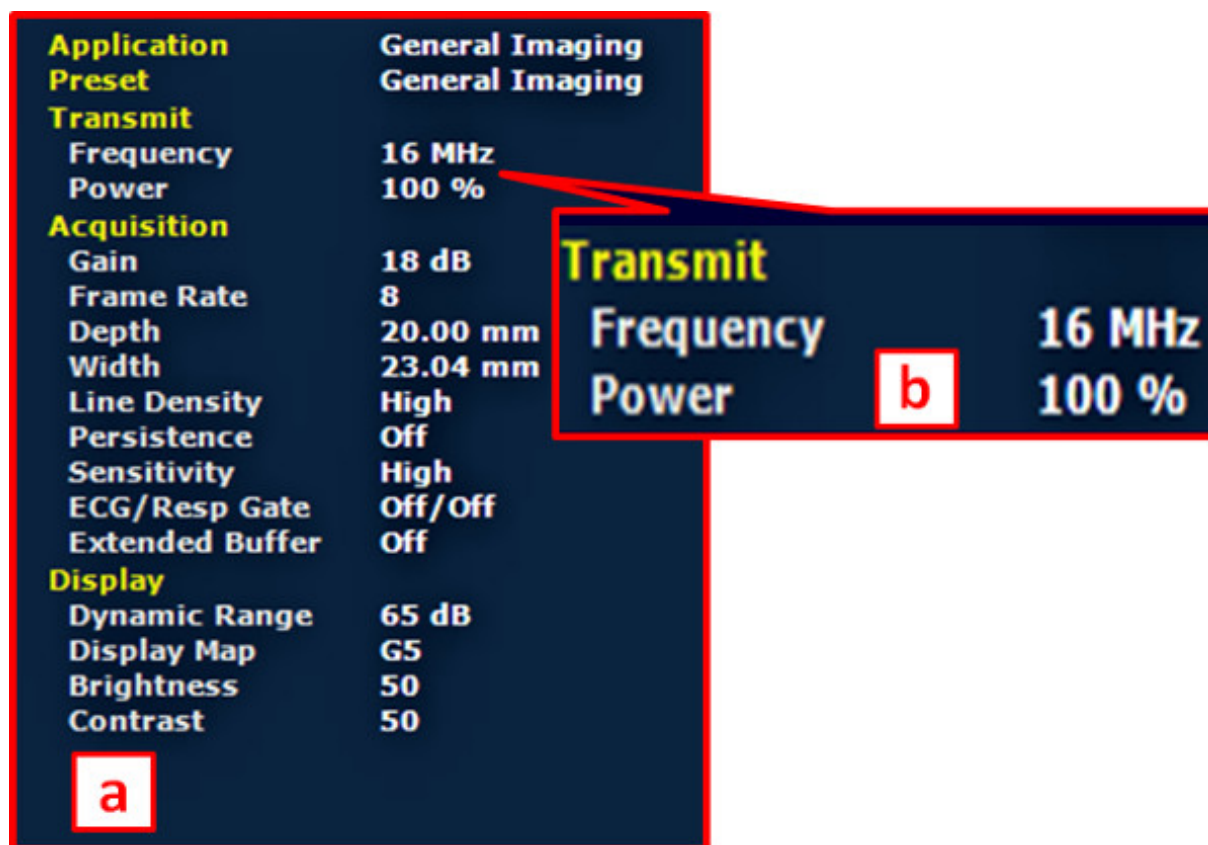 Application General Imaging
Preset General Imaging
Transmit
Frequency 16 MHz
Power 100 %
Acquisition
Gain 18 dB
Frame Rate 8
Depth 20.00 mm
Width 23.04 mm
Line Density High
Persistence Off
Sensitivity High
ECG/Resp Gate Off/Off
Extended Buffer Off
Display
Dynamic Range 65 dB
Display Map G5
Brightness 50
Contrast 50
a
Transmit
Frequency 16 MHz
Power 100 %
b